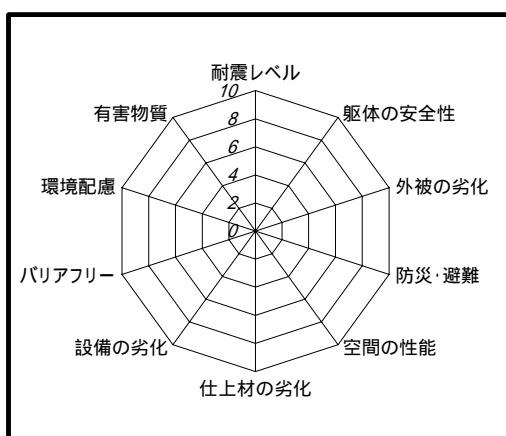 耐震レベル
10
有害物質
躯体の安全性
8
6
環境配慮
外被の劣化
4
2
0
バリアフリー
防災・避難
設備の劣化
空間の性能
仕上材の劣化